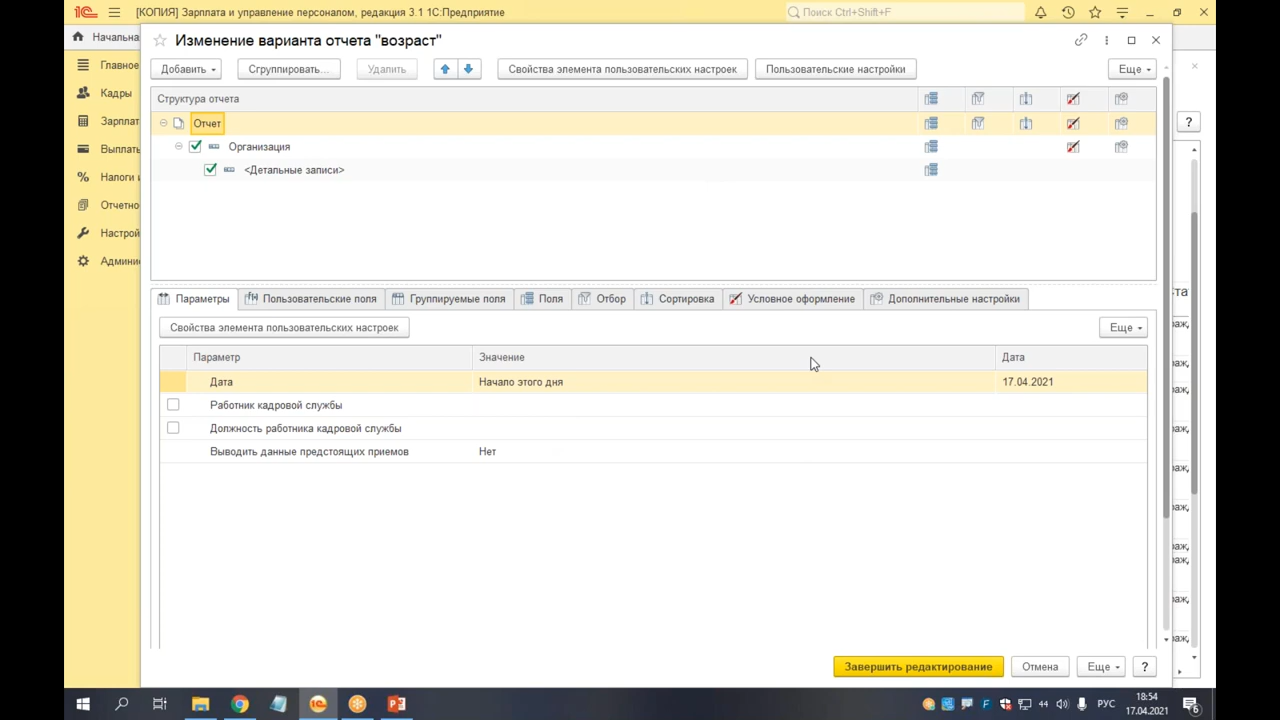 [КОПИЯ] Зарплата и управление персоналом, редакция 3.1 1С:Предприятие
Поиск Ctrl+Shift+F
Начальна
Изменение варианта отчета "возраст"
Главное
Кадры
Зарплат
Выплаты
Налоги и
Отчетно
Настрой
Админи
Добавить
Сгруппировать...
Удалить
Свойства элемента пользовательских настроек
Пользовательские настройки
Еще
Структура отчета
?
Отчет
Организация
<Детальные записи>
Параметры
Пользовательские поля
Группируемые поля
Поля
Отбор
Сортировка
Условное оформление
Дополнительные настройки
Свойства элемента пользовательских настроек
Еще
Параметр
Значение
Дата
Дата
Начало этого дня
17.04.2021
Работник кадровой службы
Должность работника кадровой службы
Выводить данные предстоящих приемов
Нет
Завершить редактирование
Отмена
Еще
?
44
РУС
18:54
17.04.2021